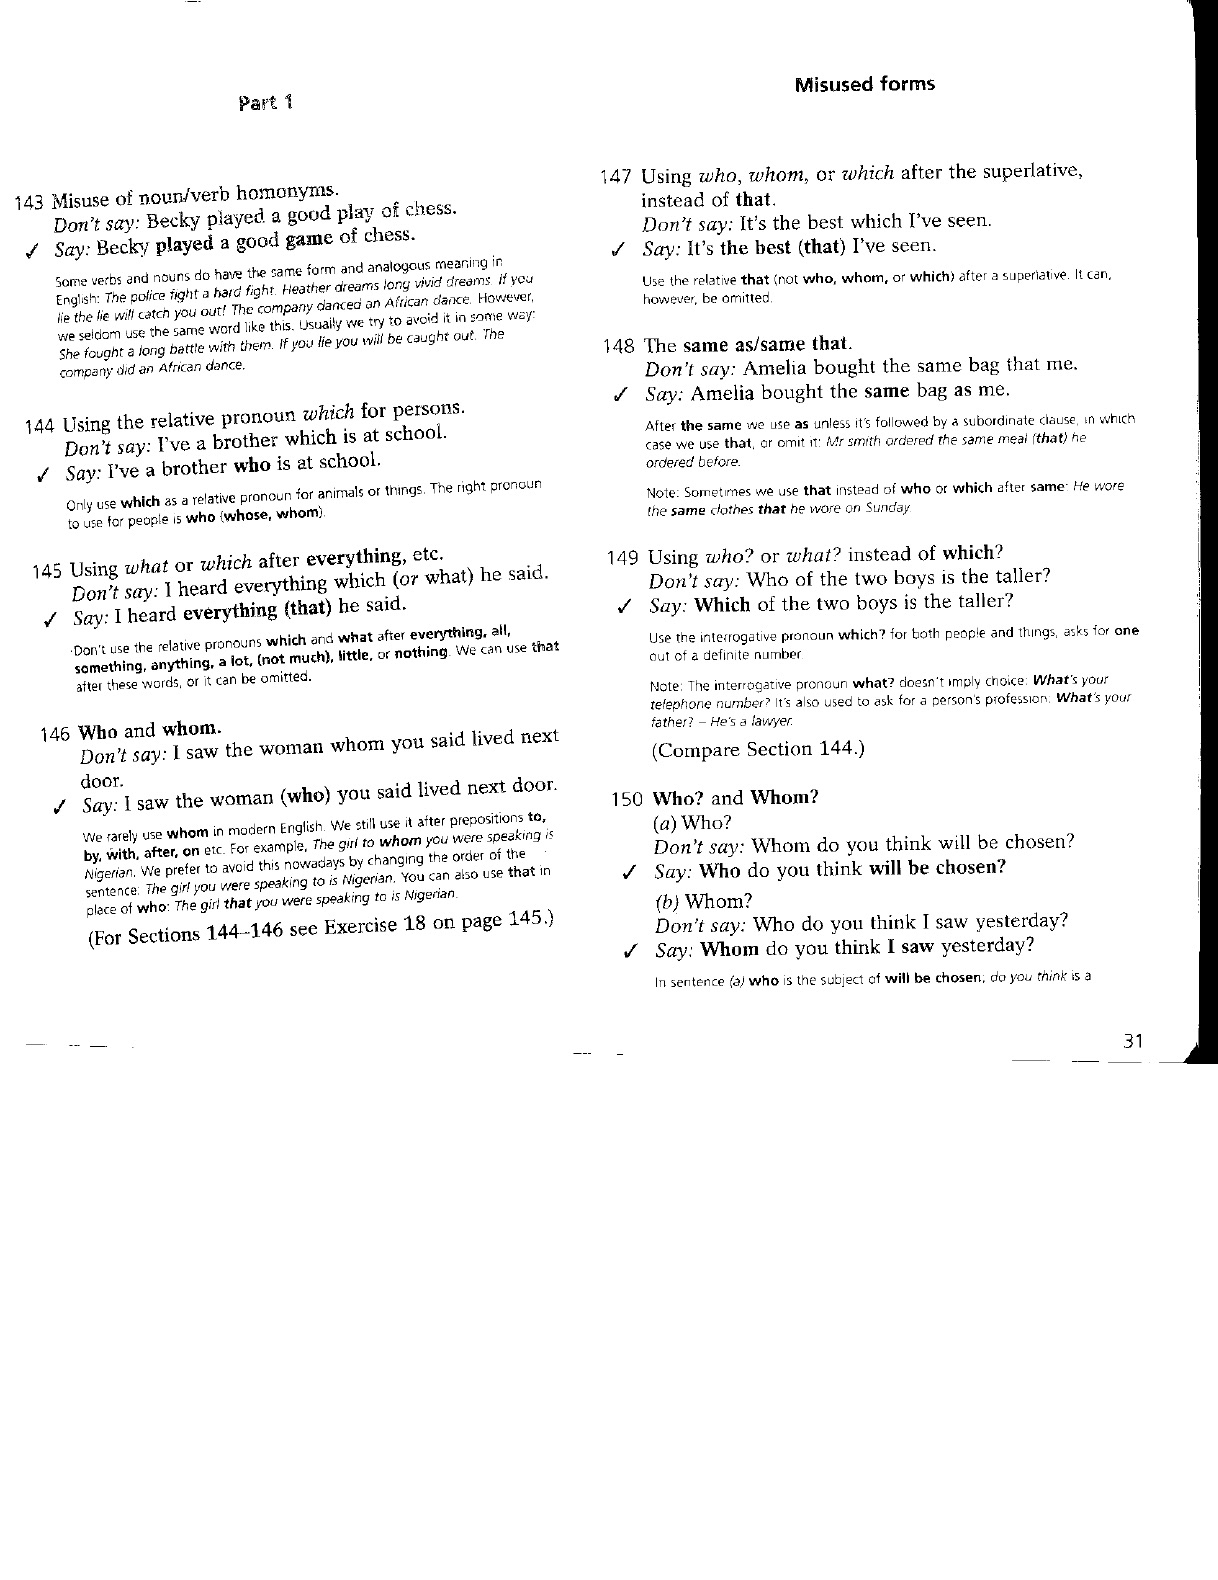 Part 1
143 Misuse of noun/verb homonyms.
Don't say: Becky played a good play of chess.
✓ Say: Becky played a good game of chess.
Some verbs and nouns do have the same form and analogous meaning in
English: The police fight a hard fight. Heather dreams long vivid dreams. If you
lie the lie will catch you out! The company danced an African dance. However,
we seldom use the same word like this. Usually we try to avoid it in some way:
She fought a long battle with them. If you lie you will be caught out. The
company did an African dance.
144 Using the relative pronoun which for persons.
Don't say: I've a brother which is at school.
✓ Say: I've a brother who is at school.
Only use which as a relative pronoun for animals or things. The right pronoun
to use for people is who (whose, whom).
145 Using what or which after everything, etc.
Don't say: I heard everything which (or what) he said.
✓ Say: I heard everything (that) he said.
Don't use the relative pronouns which and what after everything, all,
something, anything, a lot, (not much), little, or nothing. We can use that
after these words, or it can be omitted.
146 Who and whom.
Don't say: I saw the woman whom you said lived next
door.
✓ Say: I saw the woman (who) you said lived next door.
We rarely use whom in modern English. We still use it after prepositions to,
by, with, after, on etc. For example, The girl to whom you were speaking is
Nigerian. We prefer to avoid this nowadays by changing the order of the
sentence: The girl you were speaking to is Nigerian. You can also use that in
place of who: The girl that you were speaking to is Nigerian.
(For Sections 144–146 see Exercise 18 on page 145.)
Misused forms
147 Using who, whom, or which after the superlative,
instead of that.
Don't say: It's the best which I've seen.
✓ Say: It's the best (that) I've seen.
Use the relative that (not who, whom, or which) after a superlative. It can,
however, be omitted.
148 The same as/same that.
Don't say: Amelia bought the same bag that me.
✓ Say: Amelia bought the same bag as me.
After the same we use as unless it's followed by a subordinate clause, in which
case we use that, or omit it: Mr smith ordered the same meal (that) he
ordered before.
Note: Sometimes we use that instead of who or which after same: He wore
the same clothes that he wore on Sunday.
149 Using who? or what? instead of which?
Don't say: Who of the two boys is the taller?
✓ Say: Which of the two boys is the taller?
Use the interrogative pronoun which? for both people and things, asks for one
out of a definite number.
Note: The interrogative pronoun what? doesn't imply choice: What's your
telephone number? It's also used to ask for a person's profession: What's your
father? – He's a lawyer.
(Compare Section 144.)
150 Who? and Whom?
(a) Who?
Don't say: Whom do you think will be chosen?
✓ Say: Who do you think will be chosen?
(b) Whom?
Don't say: Who do you think I saw yesterday?
✓ Say: Whom do you think I saw yesterday?
In sentence (a) who is the subject of will be chosen; do you think is a
31